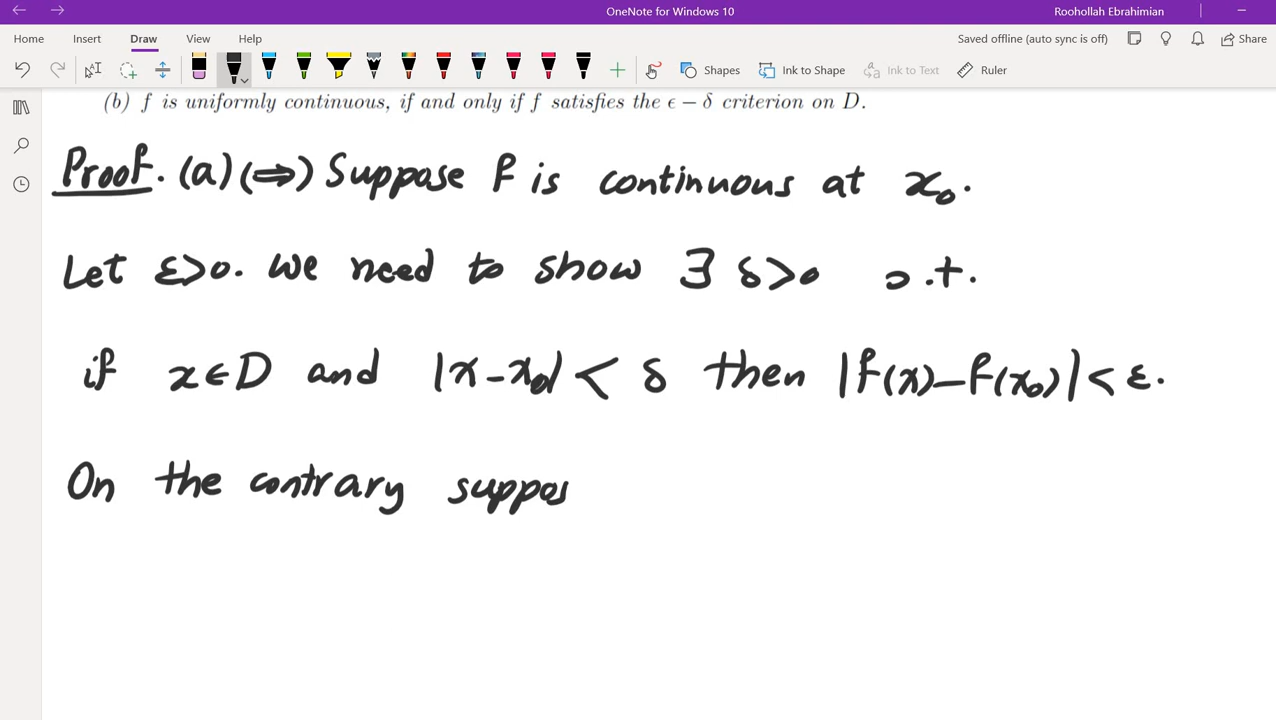 OneNote for Windows 10
Roohollah Ebrahimian
Home Insert Draw View Help
Saved offline (auto sync is off) Share
Shapes Ink to Shape Ink to Text Ruler
(b) f is uniformly continuous, if and only if f satisfies the ϵ − δ criterion on D.
Proof. (a) (⇒) Suppose f is continuous at x₀.
Let ε>0. We need to show ∃ δ>0 s.t.
if x∈D and |x-x₀| < δ then |f(x)-f(x₀)| < ε.
On the contrary suppos